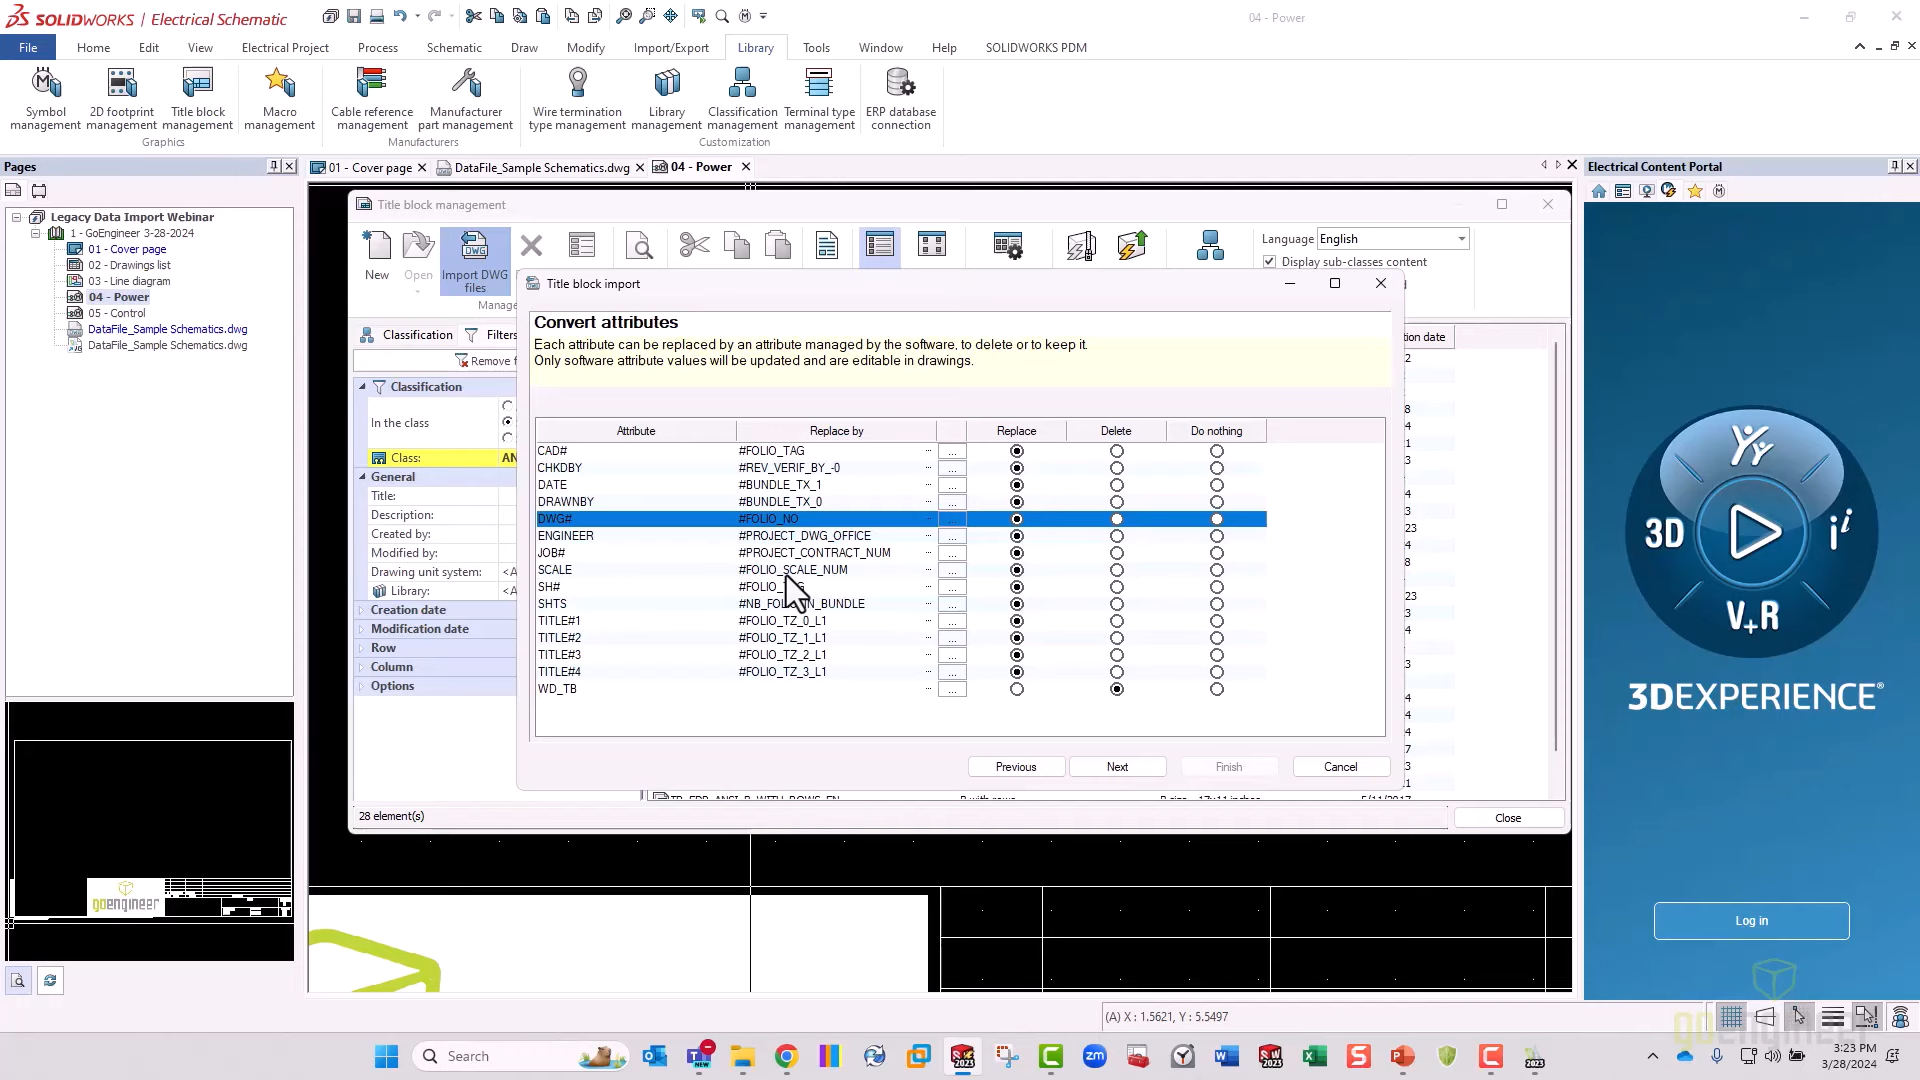 SOLIDWORKS | Electrical Schematic
04 - Power
File Home Edit View Electrical Project Process Schematic Draw Modify Import/Export Library Tools Window Help SOLIDWORKS PDM
Symbol management
2D footprint management
Title block management
Macro management
Cable reference management
Manufacturer part management
Wire termination type management
Library management
Classification management
Terminal type management
ERP database connection
Graphics Manufacturers Customization
Pages
01 - Cover page DataFile_Sample Schematics.dwg 04 - Power
Electrical Content Portal
Legacy Data Import Webinar
1 - GoEngineer 3-28-2024
01 - Cover page
02 - Drawings list
03 - Line diagram
04 - Power
05 - Control
DataFile_Sample Schematics.dwg
DataFile_Sample Schematics.dwg
Title block management
New Open Import DWG files
Language English
Display sub-classes content
Classification Filters
Classification
In the class
Class: AN
General
Title:
Description:
Created by:
Modified by:
Drawing unit system: <A
Library: <A
Creation date
Modification date
Row
Column
Options
28 element(s)
Close
Title block import
Convert attributes
Each attribute can be replaced by an attribute managed by the software, to delete or to keep it.
Only software attribute values will be updated and are editable in drawings.
Attribute Replace by Replace Delete Do nothing
CAD# #FOLIO_TAG ...
CHKDBY #REV_VERIF_BY_-0 ...
DATE #BUNDLE_TX_1 ...
DRAWNBY #BUNDLE_TX_0 ...
DWG# #FOLIO_NO ...
ENGINEER #PROJECT_DWG_OFFICE ...
JOB# #PROJECT_CONTRACT_NUM ...
SCALE #FOLIO_SCALE_NUM ...
SH# ...
SHTS ...
TITLE#1 #FOLIO_TZ_0_L1 ...
TITLE#2 #FOLIO_TZ_1_L1 ...
TITLE#3 #FOLIO_TZ_2_L1 ...
TITLE#4 #FOLIO_TZ_3_L1 ...
WD_TB ...
Previous Next Finish Cancel
3D
V+R
3DEXPERIENCE
Log in
goengineer
(A) X : 1.5621, Y : 5.5497
goengineer
Search
3:23 PM
3/28/2024